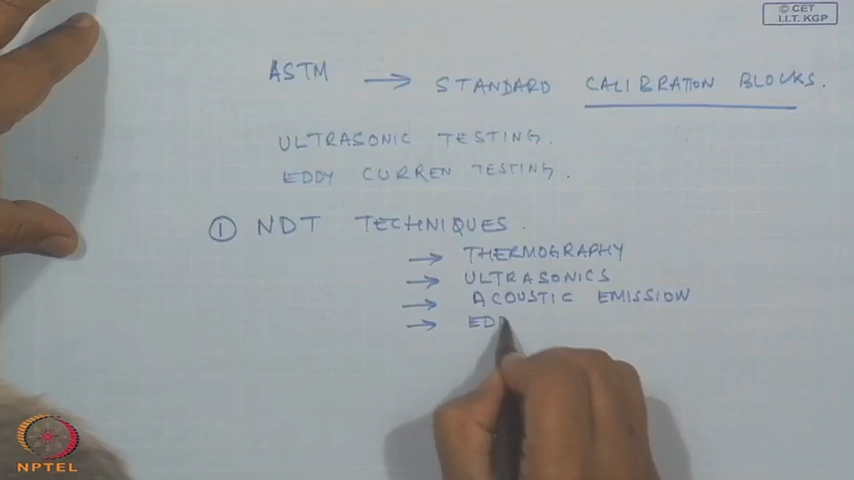 © CET
I.I.T. KGP
ASTM → STANDARD CALIBRATION BLOCKS.
ULTRASONIC TESTING.
EDDY CURREN TESTING.
① NDT TECHNIQUES.
→ THERMOGRAPHY
→ ULTRASONICS
→ ACOUSTIC EMISSION
→ ED
NPTEL